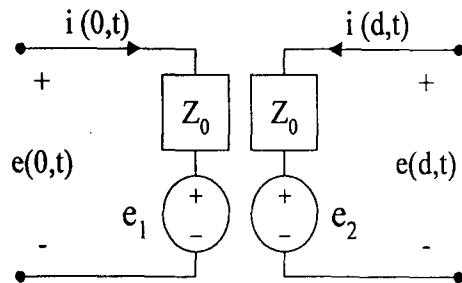 i (0,t) i (d,t)
+ Z₀ Z₀ +
e(0,t) e(d,t)
e₁ + + e₂
- - - -